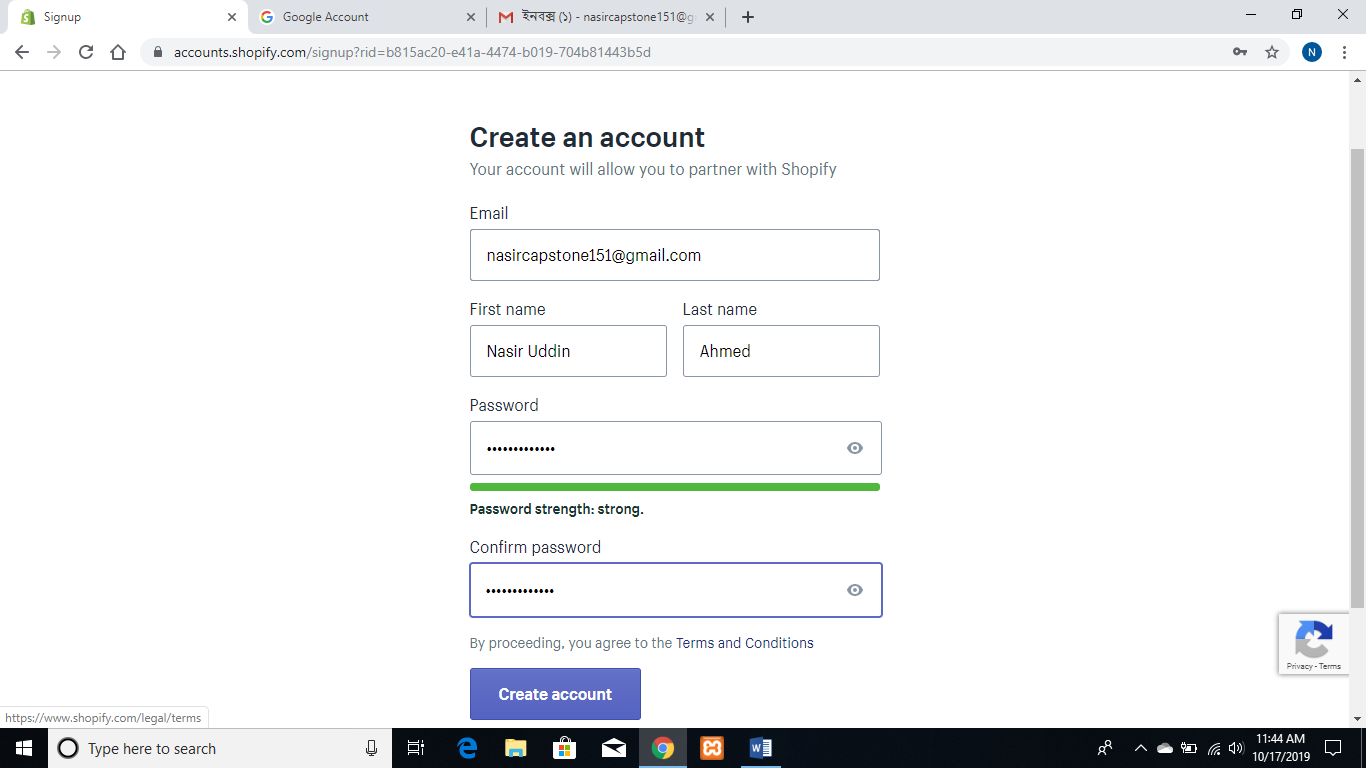 Signup
Google Account
ইনবক্স (১) - nasircapstone151@g
accounts.shopify.com/signup?rid=b815ac20-e41a-4474-b019-704b81443b5d
N
Create an account
Your account will allow you to partner with Shopify
Email
nasircapstone151@gmail.com
First name
Last name
Nasir Uddin
Ahmed
Password
•••••••••••••
Password strength: strong.
Confirm password
•••••••••••••
By proceeding, you agree to the Terms and Conditions
Privacy - Terms
Create account
https://www.shopify.com/legal/terms
Type here to search
11:44 AM
10/17/2019